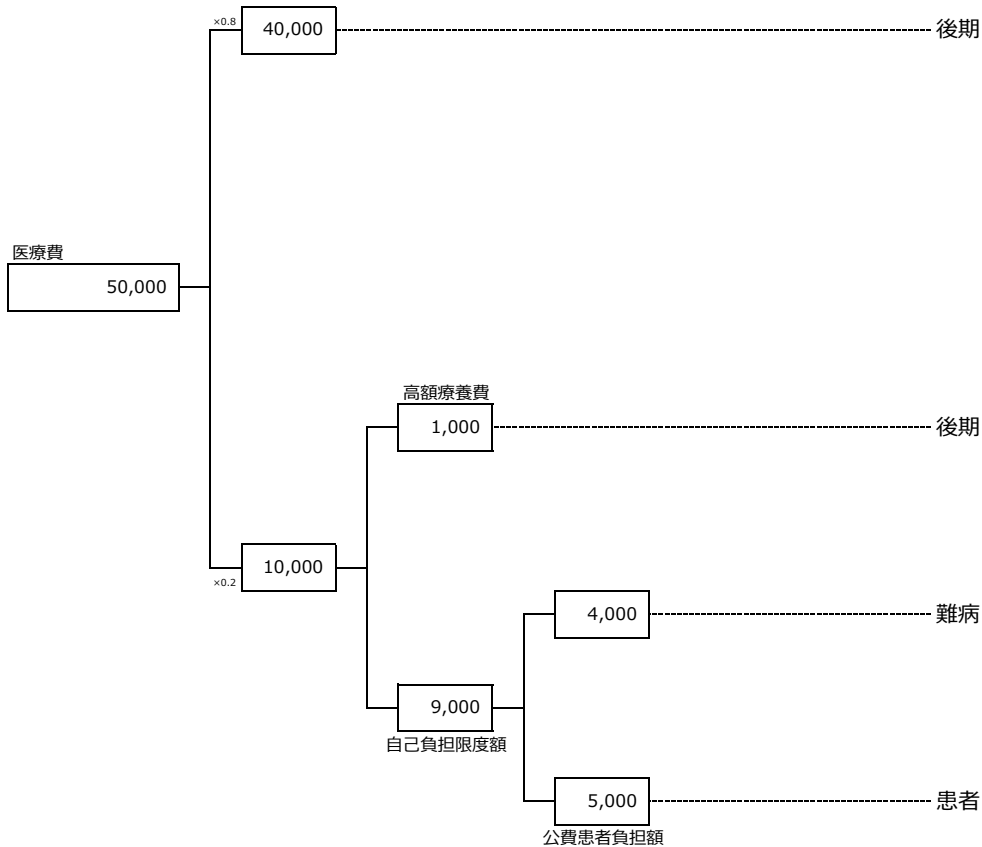 ×0.8
40,000
後期
医療費
50,000
高額療養費
1,000
後期
10,000
×0.2
4,000
難病
9,000
自己負担限度額
5,000
患者
公費患者負担額